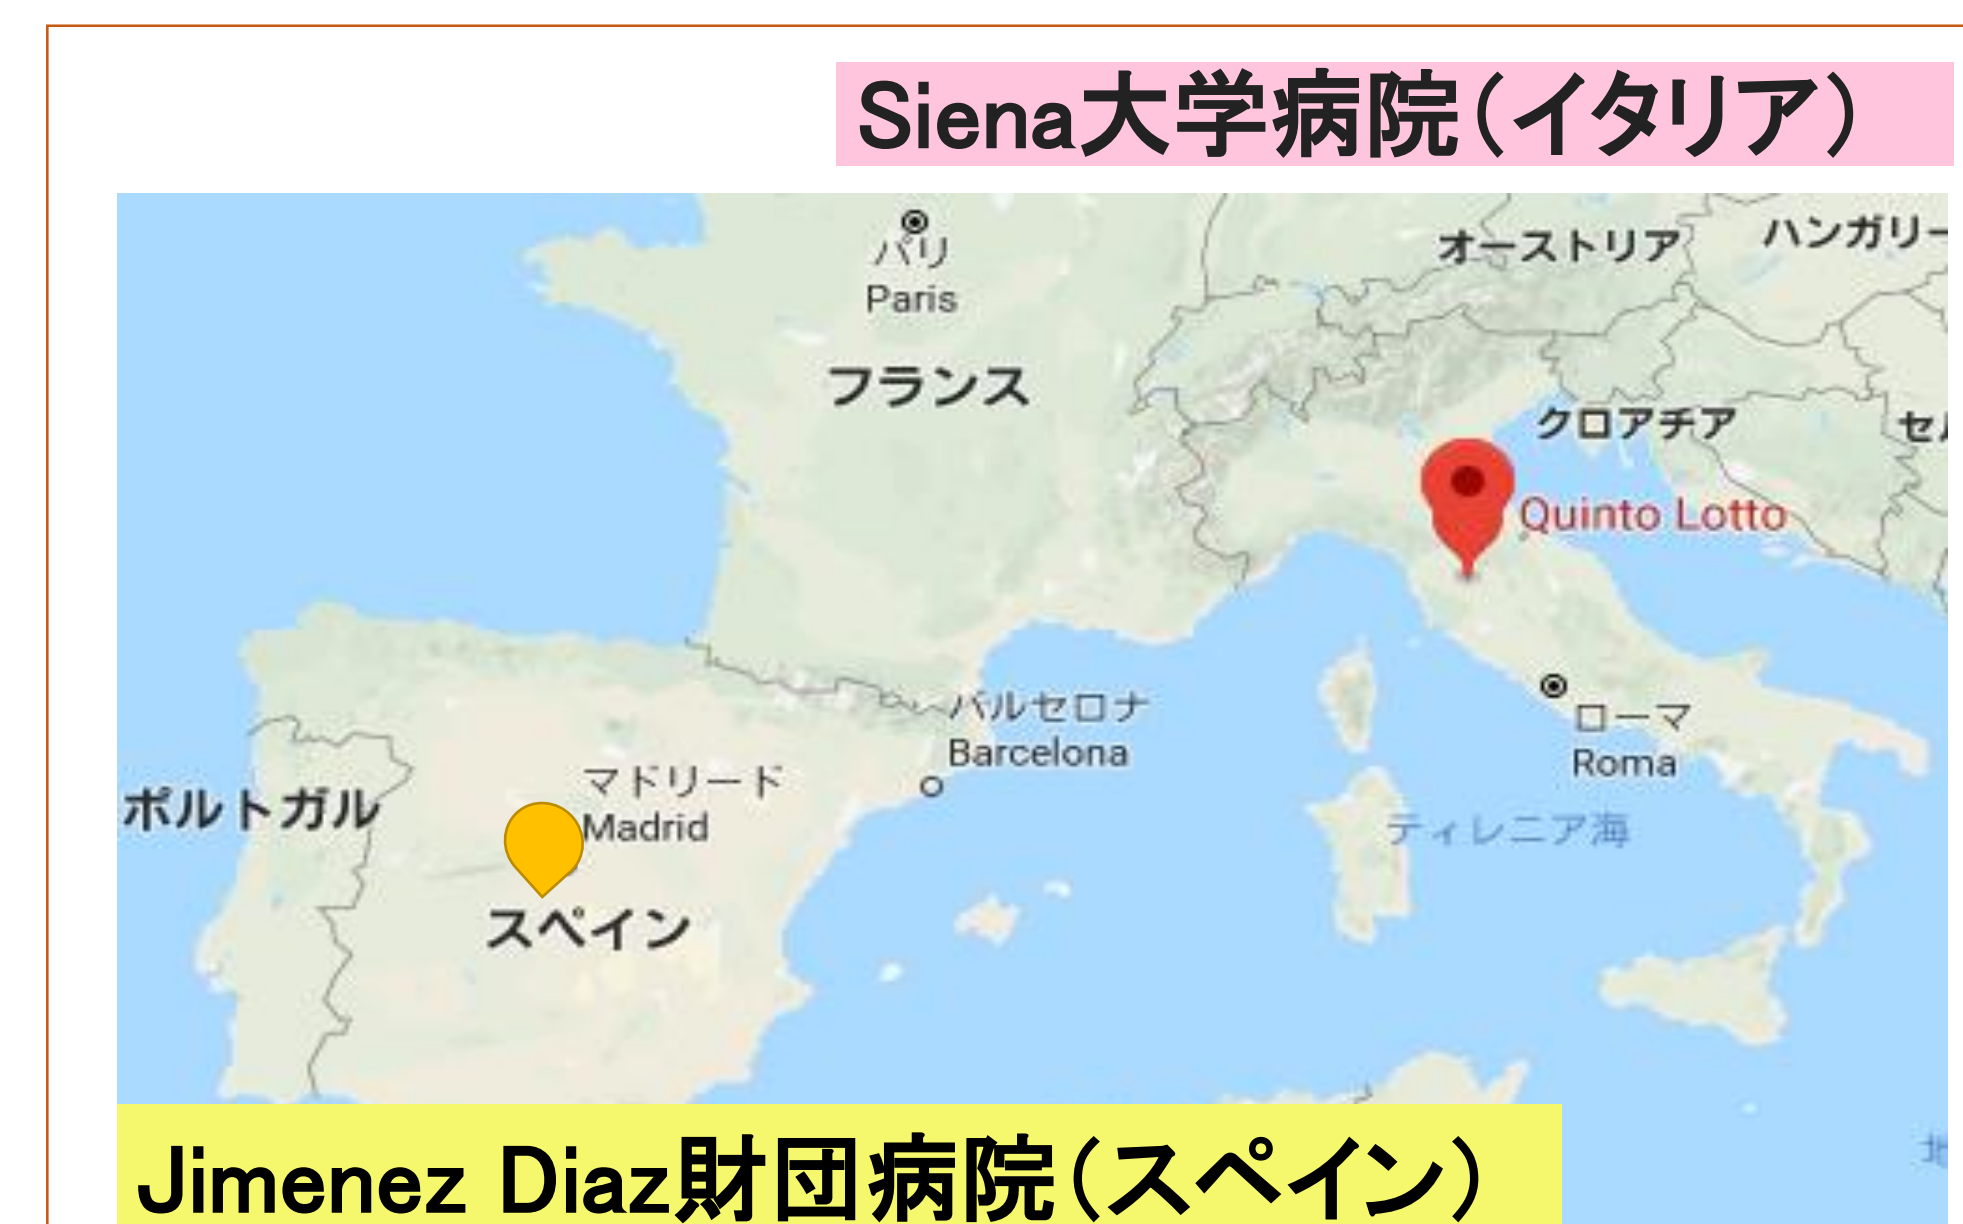 Siena大学病院（イタリア）
パリ
Paris
オーストリア
ハンガリー
フランス
クロアチア
セル
Quinto Lotto
バルセロナ
Barcelona
ローマ
Roma
マドリード
Madrid
ポルトガル
ティレニア海
スペイン
地
Jimenez Diaz財団病院（スペイン）